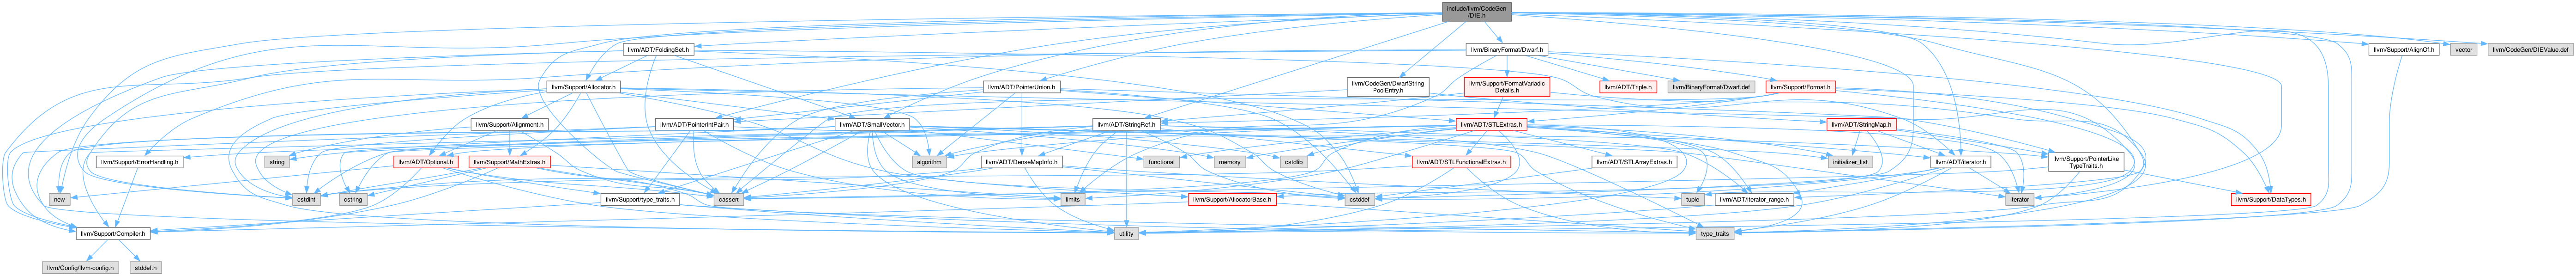 include/llvm/CodeGen
/DIE.h
llvm/ADT/FoldingSet.h
llvm/BinaryFormat/Dwarf.h
llvm/Support/AlignOf.h
vector
llvm/CodeGen/DIEValue.def
llvm/Support/Allocator.h
llvm/ADT/PointerUnion.h
llvm/CodeGen/DwarfString
PoolEntry.h
llvm/Support/FormatVariadic
Details.h
llvm/ADT/Triple.h
llvm/BinaryFormat/Dwarf.def
llvm/Support/Format.h
llvm/Support/Alignment.h
llvm/ADT/PointerIntPair.h
llvm/ADT/SmallVector.h
llvm/ADT/StringRef.h
llvm/ADT/STLExtras.h
llvm/ADT/StringMap.h
llvm/Support/ErrorHandling.h
string
llvm/ADT/Optional.h
llvm/Support/MathExtras.h
algorithm
llvm/ADT/DenseMapInfo.h
functional
memory
cstdlib
llvm/ADT/STLFunctionalExtras.h
llvm/ADT/STLArrayExtras.h
initializer_list
llvm/ADT/iterator.h
llvm/Support/PointerLike
TypeTraits.h
new
cstdint
cstring
llvm/Support/type_traits.h
cassert
limits
llvm/Support/AllocatorBase.h
cstddef
tuple
llvm/ADT/iterator_range.h
iterator
llvm/Support/DataTypes.h
llvm/Support/Compiler.h
utility
type_traits
llvm/Config/llvm-config.h
stddef.h